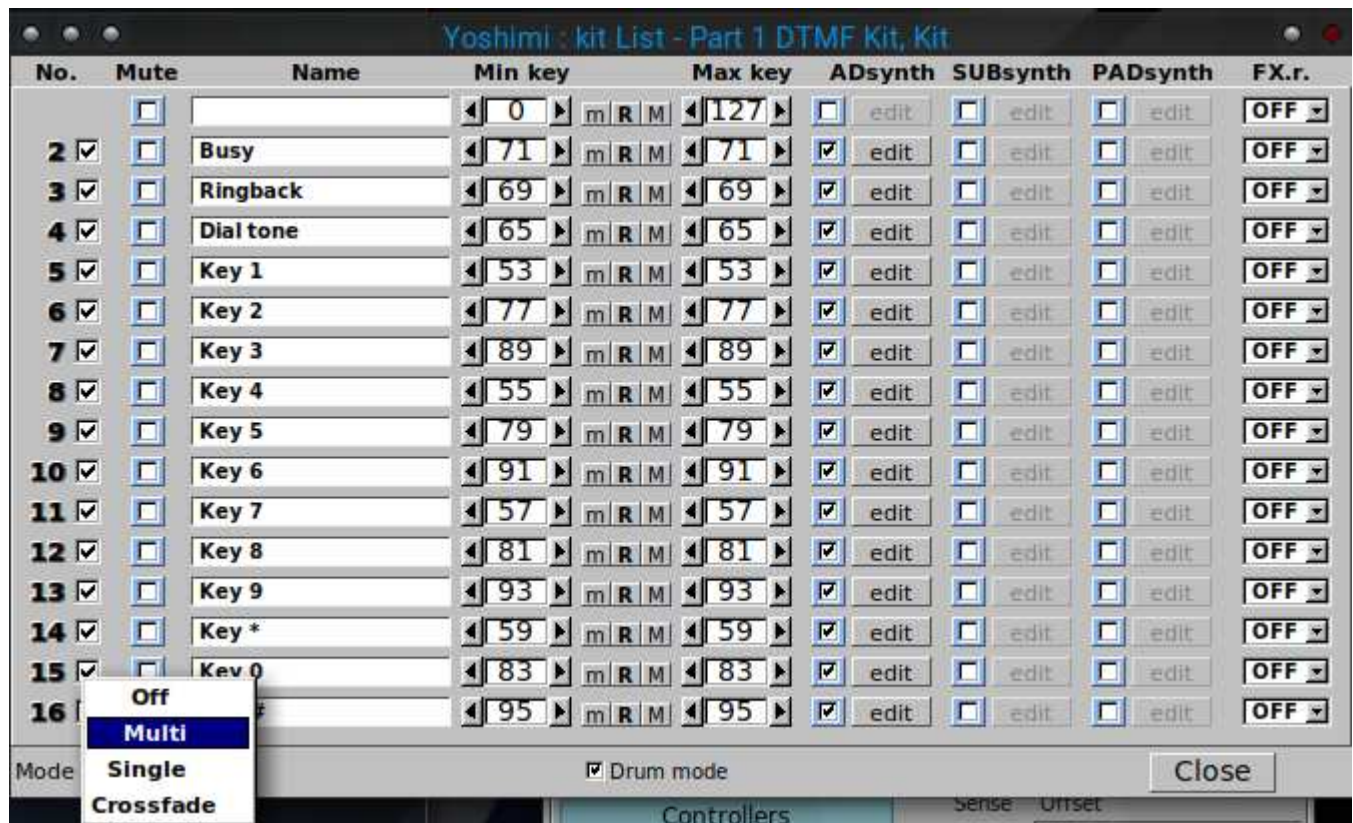 Yoshimi : kit List - Part 1 DTMF Kit, Kit
No. Mute Name Min key Max key ADsynth SUBsynth PADsynth FX.r.
0 m R M 127 edit edit edit OFF
2 Busy 71 m R M 71 edit edit edit OFF
3 Ringback 69 m R M 69 edit edit edit OFF
4 Dial tone 65 m R M 65 edit edit edit OFF
5 Key 1 53 m R M 53 edit edit edit OFF
6 Key 2 77 m R M 77 edit edit edit OFF
7 Key 3 89 m R M 89 edit edit edit OFF
8 Key 4 55 m R M 55 edit edit edit OFF
9 Key 5 79 m R M 79 edit edit edit OFF
10 Key 6 91 m R M 91 edit edit edit OFF
11 Key 7 57 m R M 57 edit edit edit OFF
12 Key 8 81 m R M 81 edit edit edit OFF
13 Key 9 93 m R M 93 edit edit edit OFF
14 Key * 59 m R M 59 edit edit edit OFF
15 Key 0 83 m R M 83 edit edit edit OFF
16 # 95 m R M 95 edit edit edit OFF
Off
Multi
Single
Crossfade
Mode Drum mode Close
Controllers Sense Offset